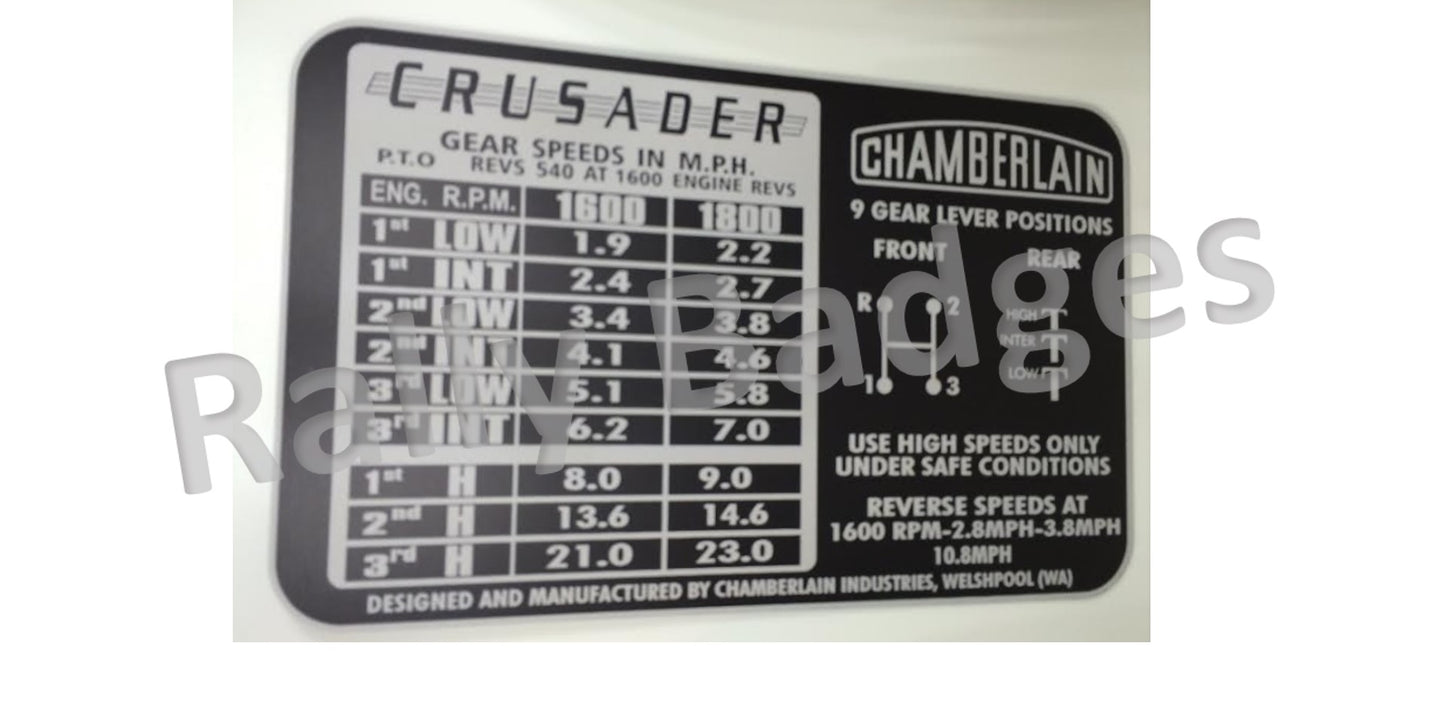 CRUSADER
GEAR SPEEDS IN M.P.H.
P.T.O REVS 540 AT 1600 ENGINE REVS
ENG. R.P.M. 1600 1800
1st LOW 1.9 2.2
1st INT 2.4 2.7
2nd LOW 3.4 3.8
2nd INT 4.1 4.6
3rd LOW 5.1 5.8
3rd INT 6.2 7.0
1st H 8.0 9.0
2nd H 13.6 14.6
3rd H 21.0 23.0
CHAMBERLAIN
9 GEAR LEVER POSITIONS
FRONT REAR
R 2
1 3
HIGH
INTER
LOW
USE HIGH SPEEDS ONLY
UNDER SAFE CONDITIONS
REVERSE SPEEDS AT
1600 RPM-2.8MPH-3.8MPH
10.8MPH
DESIGNED AND MANUFACTURED BY CHAMBERLAIN INDUSTRIES, WELSHPOOL (WA)
Rally Badges